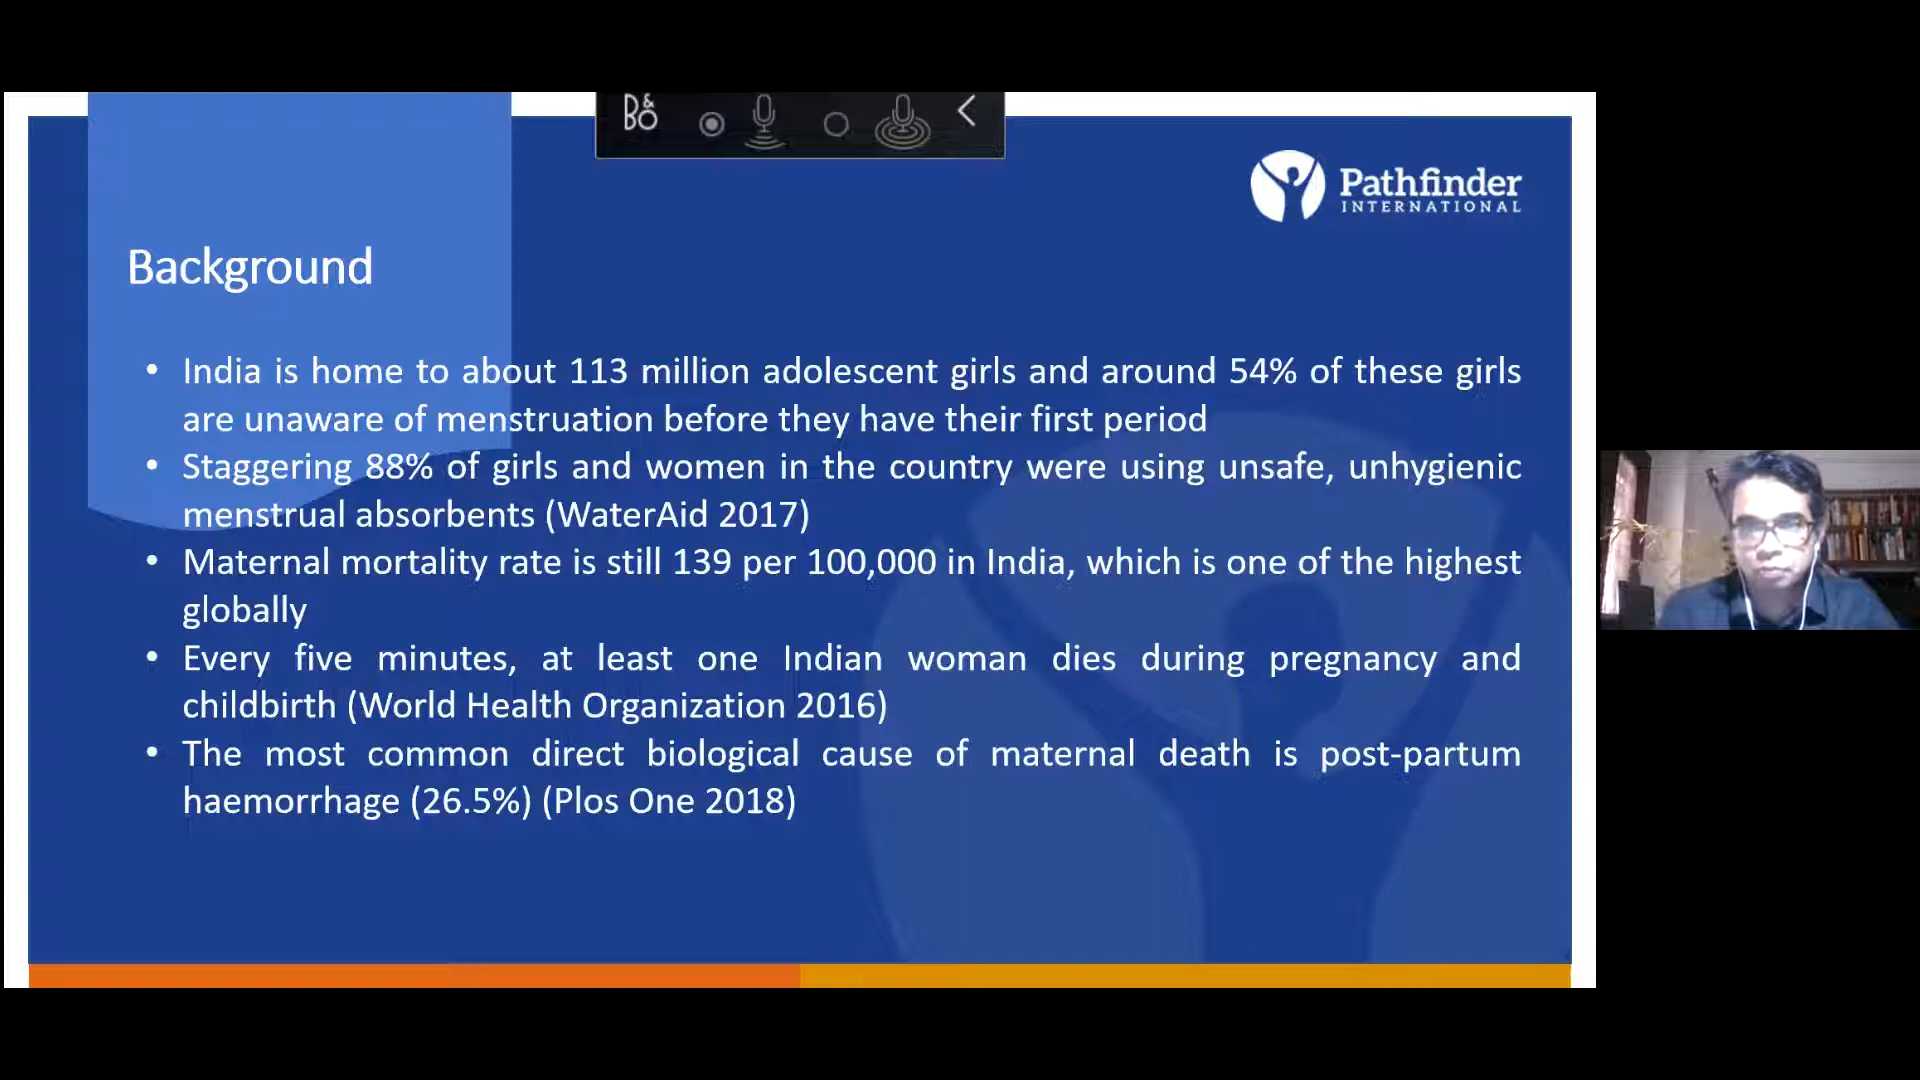 B&O
Pathfinder
INTERNATIONAL
Background
• India is home to about 113 million adolescent girls and around 54% of these girls
are unaware of menstruation before they have their first period
• Staggering 88% of girls and women in the country were using unsafe, unhygienic
menstrual absorbents (WaterAid 2017)
• Maternal mortality rate is still 139 per 100,000 in India, which is one of the highest
globally
• Every five minutes, at least one Indian woman dies during pregnancy and
childbirth (World Health Organization 2016)
• The most common direct biological cause of maternal death is post-partum
haemorrhage (26.5%) (Plos One 2018)